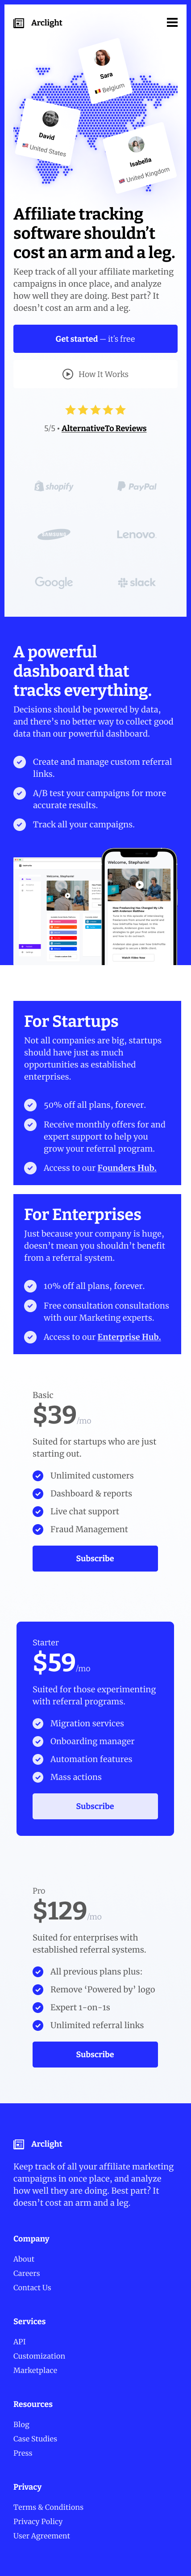 Arclight
Sara
Belgium
David
United States
Isabella
United Kingdom
Affiliate tracking
software shouldn't
cost an arm and a leg.
Keep track of all your affiliate marketing
campaigns in once place, and analyze
how well they are doing. Best part? It
doesn't cost an arm and a leg.
Get started — it's free
How It Works
5/5 • AlternativeTo Reviews
shopify
PayPal
SAMSUNG
Lenovo
Google
slack
A powerful
dashboard that
tracks everything.
Decisions should be powered by data,
and there's no better way to collect good
data than our powerful dashboard.
Create and manage custom referral
links.
A/B test your campaigns for more
accurate results.
Track all your campaigns.
Welcome, Stephanie!
For Startups
Not all companies are big, startups
should have just as much
opportunities as established
enterprises.
50% off all plans, forever.
Receive monthly offers for and
expert support to help you
grow your referral program.
Access to our Founders Hub.
For Enterprises
Just because your company is huge,
doesn't mean you shouldn't benefit
from a referral system.
10% off all plans, forever.
Free consultation consultations
with our Marketing experts.
Access to our Enterprise Hub.
Basic
$39/mo
Suited for startups who are just
starting out.
Unlimited customers
Dashboard & reports
Live chat support
Fraud Management
Subscribe
Starter
$59/mo
Suited for those experimenting
with referral programs.
Migration services
Onboarding manager
Automation features
Mass actions
Subscribe
Pro
$129/mo
Suited for enterprises with
established referral systems.
All previous plans plus:
Remove 'Powered by' logo
Expert 1-on-1s
Unlimited referral links
Subscribe
Arclight
Keep track of all your affiliate marketing
campaigns in once place, and analyze
how well they are doing. Best part? It
doesn't cost an arm and a leg.
Company
About
Careers
Contact Us
Services
API
Customization
Marketplace
Resources
Blog
Case Studies
Press
Privacy
Terms & Conditions
Privacy Policy
User Agreement